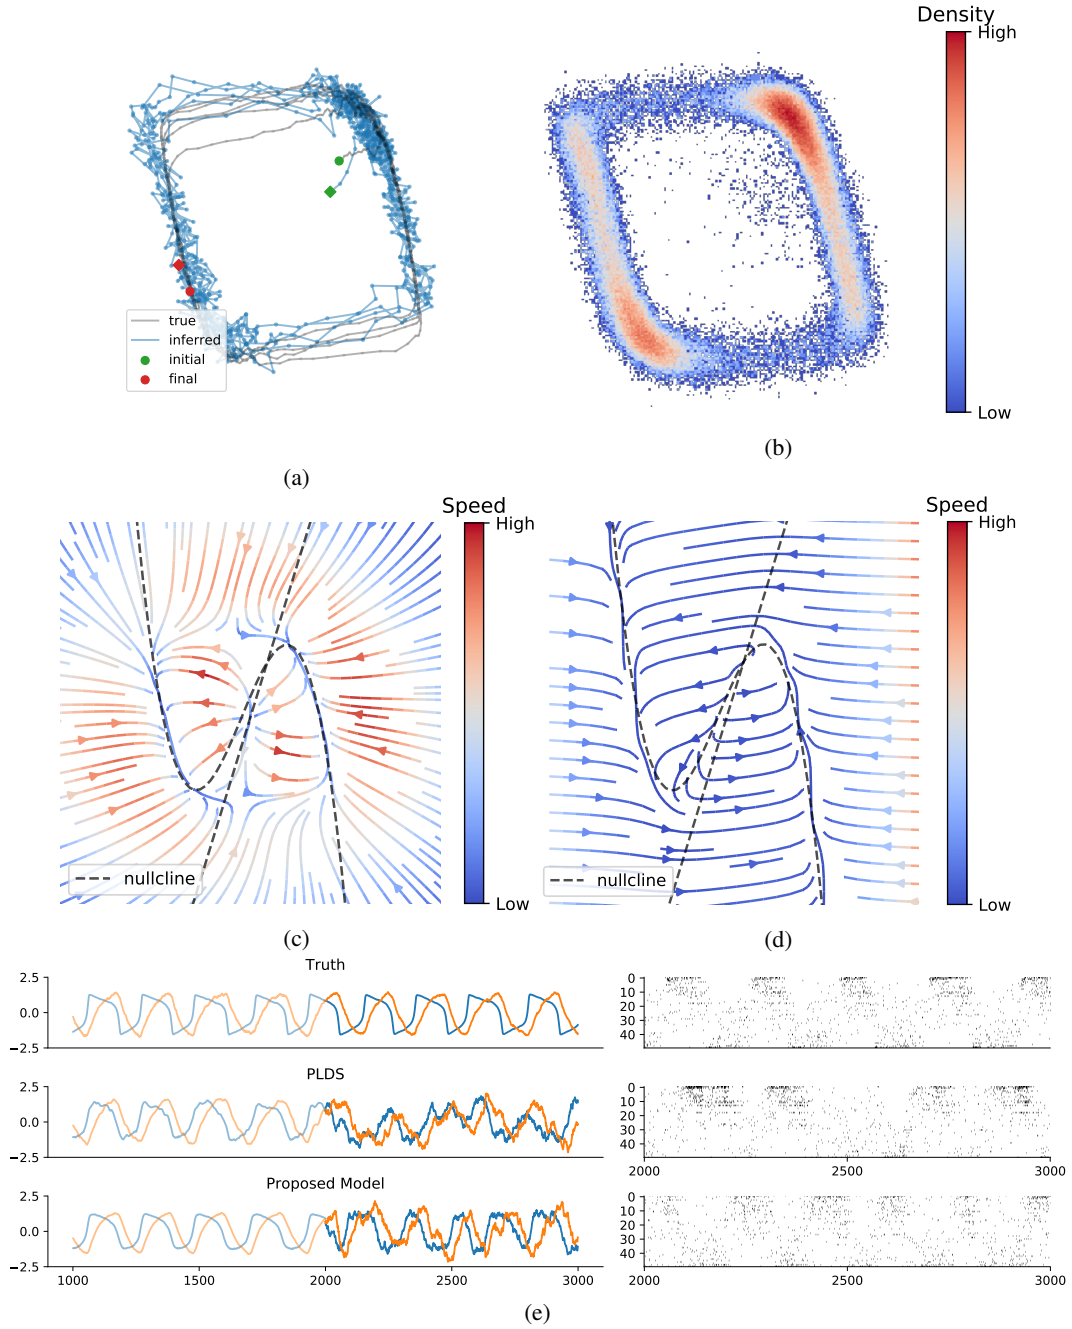 Density
High
Low
true
inferred
initial
final
(a)
(b)
Speed
High
Low
nullcline
(c)
Speed
High
Low
nullcline
(d)
Truth
2.5
0.0
−2.5
0
10
20
30
40
PLDS
2.5
0.0
−2.5
0
10
20
30
40
2000
2500
3000
Proposed Model
2.5
0.0
−2.5
1000
1500
2000
2500
3000
0
10
20
30
40
2000
2500
3000
(e)